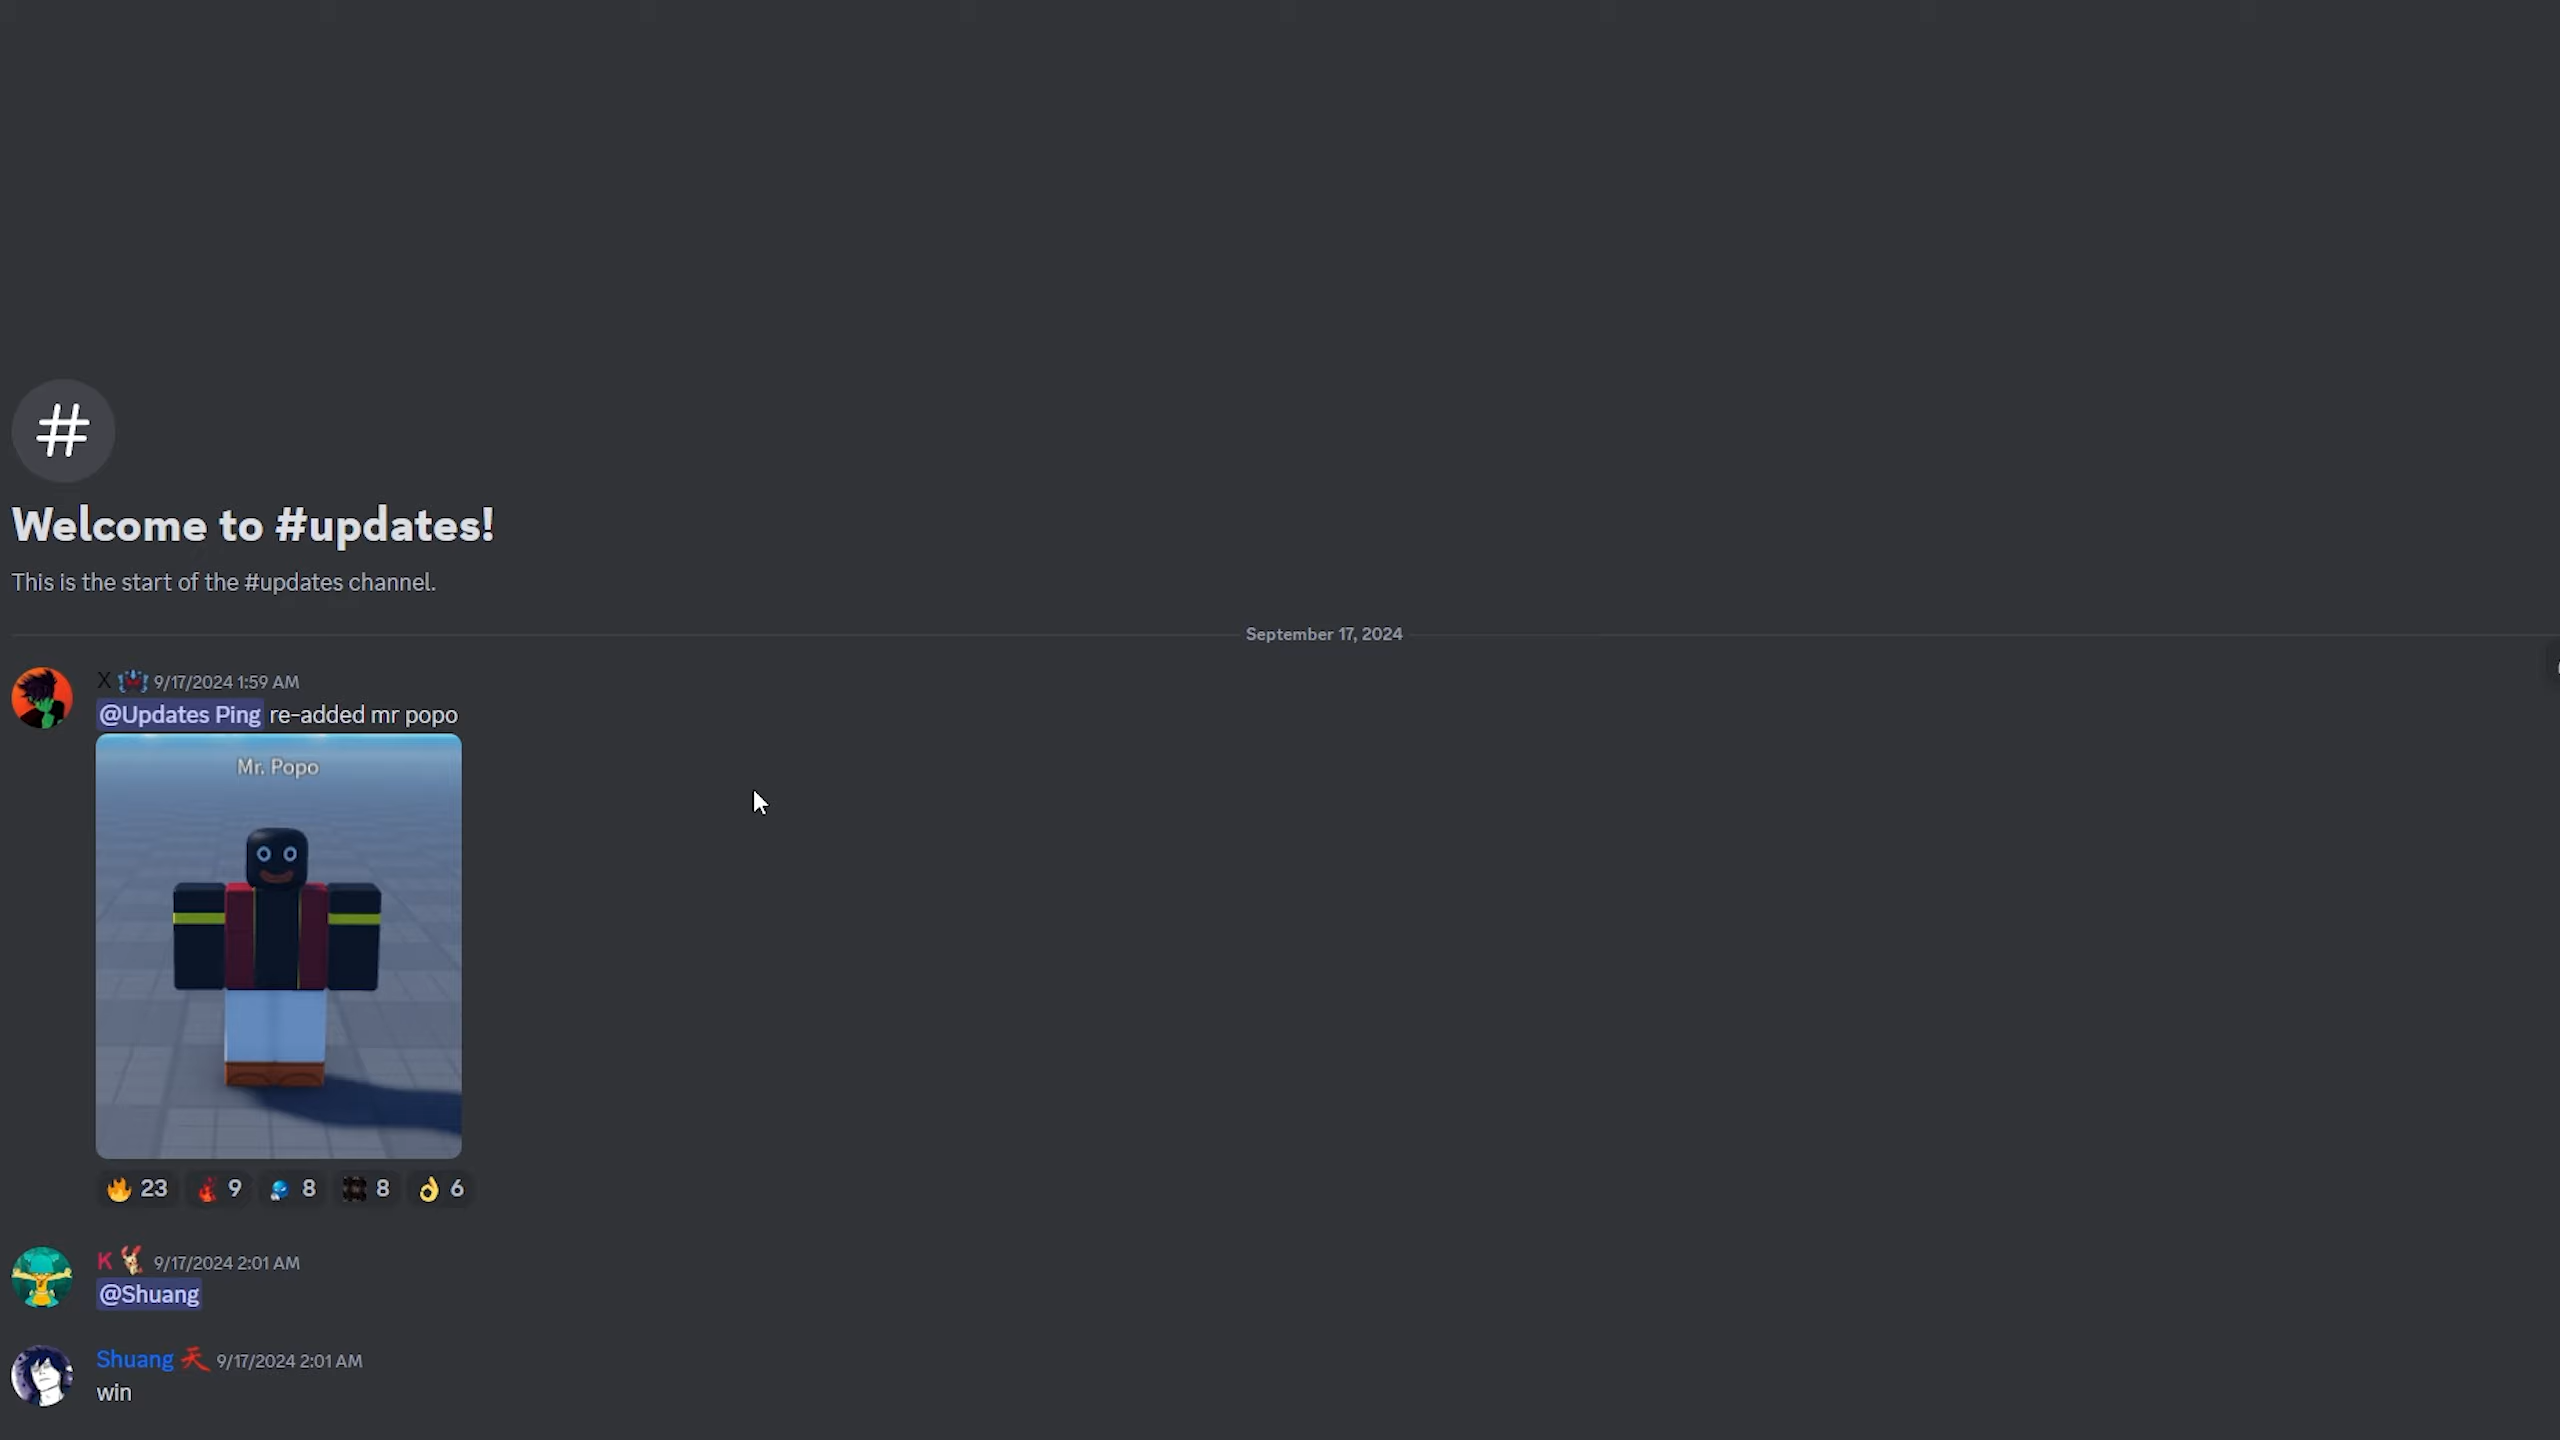 #
Welcome to #updates!
This is the start of the #updates channel.
September 17, 2024
X 9/17/2024 1:59 AM
@Updates Ping re-added mr popo
Mr. Popo
23 9 8 8 6
K 9/17/2024 2:01 AM
@Shuang
Shuang 天 9/17/2024 2:01 AM
win